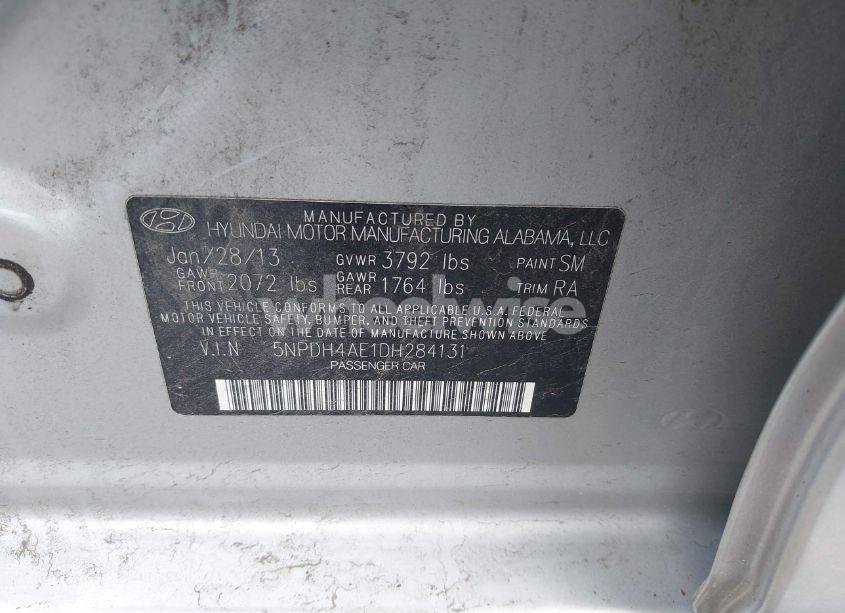 MANUFACTURED BY
HYUNDAI MOTOR MANUFACTURING ALABAMA, LLC
Jan/28/13 GVWR 3792 lbs PAINT SM
GAWR FRONT 2072 lbs GAWR REAR 1764 lbs TRIM RA
THIS VEHICLE CONFORMS TO ALL APPLICABLE U.S.A. FEDERAL
MOTOR VEHICLE SAFETY, BUMPER, AND THEFT PREVENTION STANDARDS
IN EFFECT ON THE DATE OF MANUFACTURE SHOWN ABOVE.
V.I.N 5NPDH4AE1DH284131
PASSENGER CAR
wheelwise